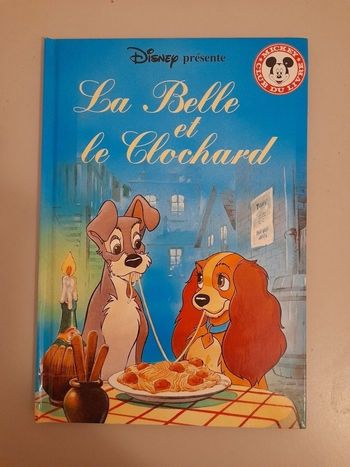 Disney présente
MICKEY
CLUB DU LIVRE
La Belle
et
le Clochard